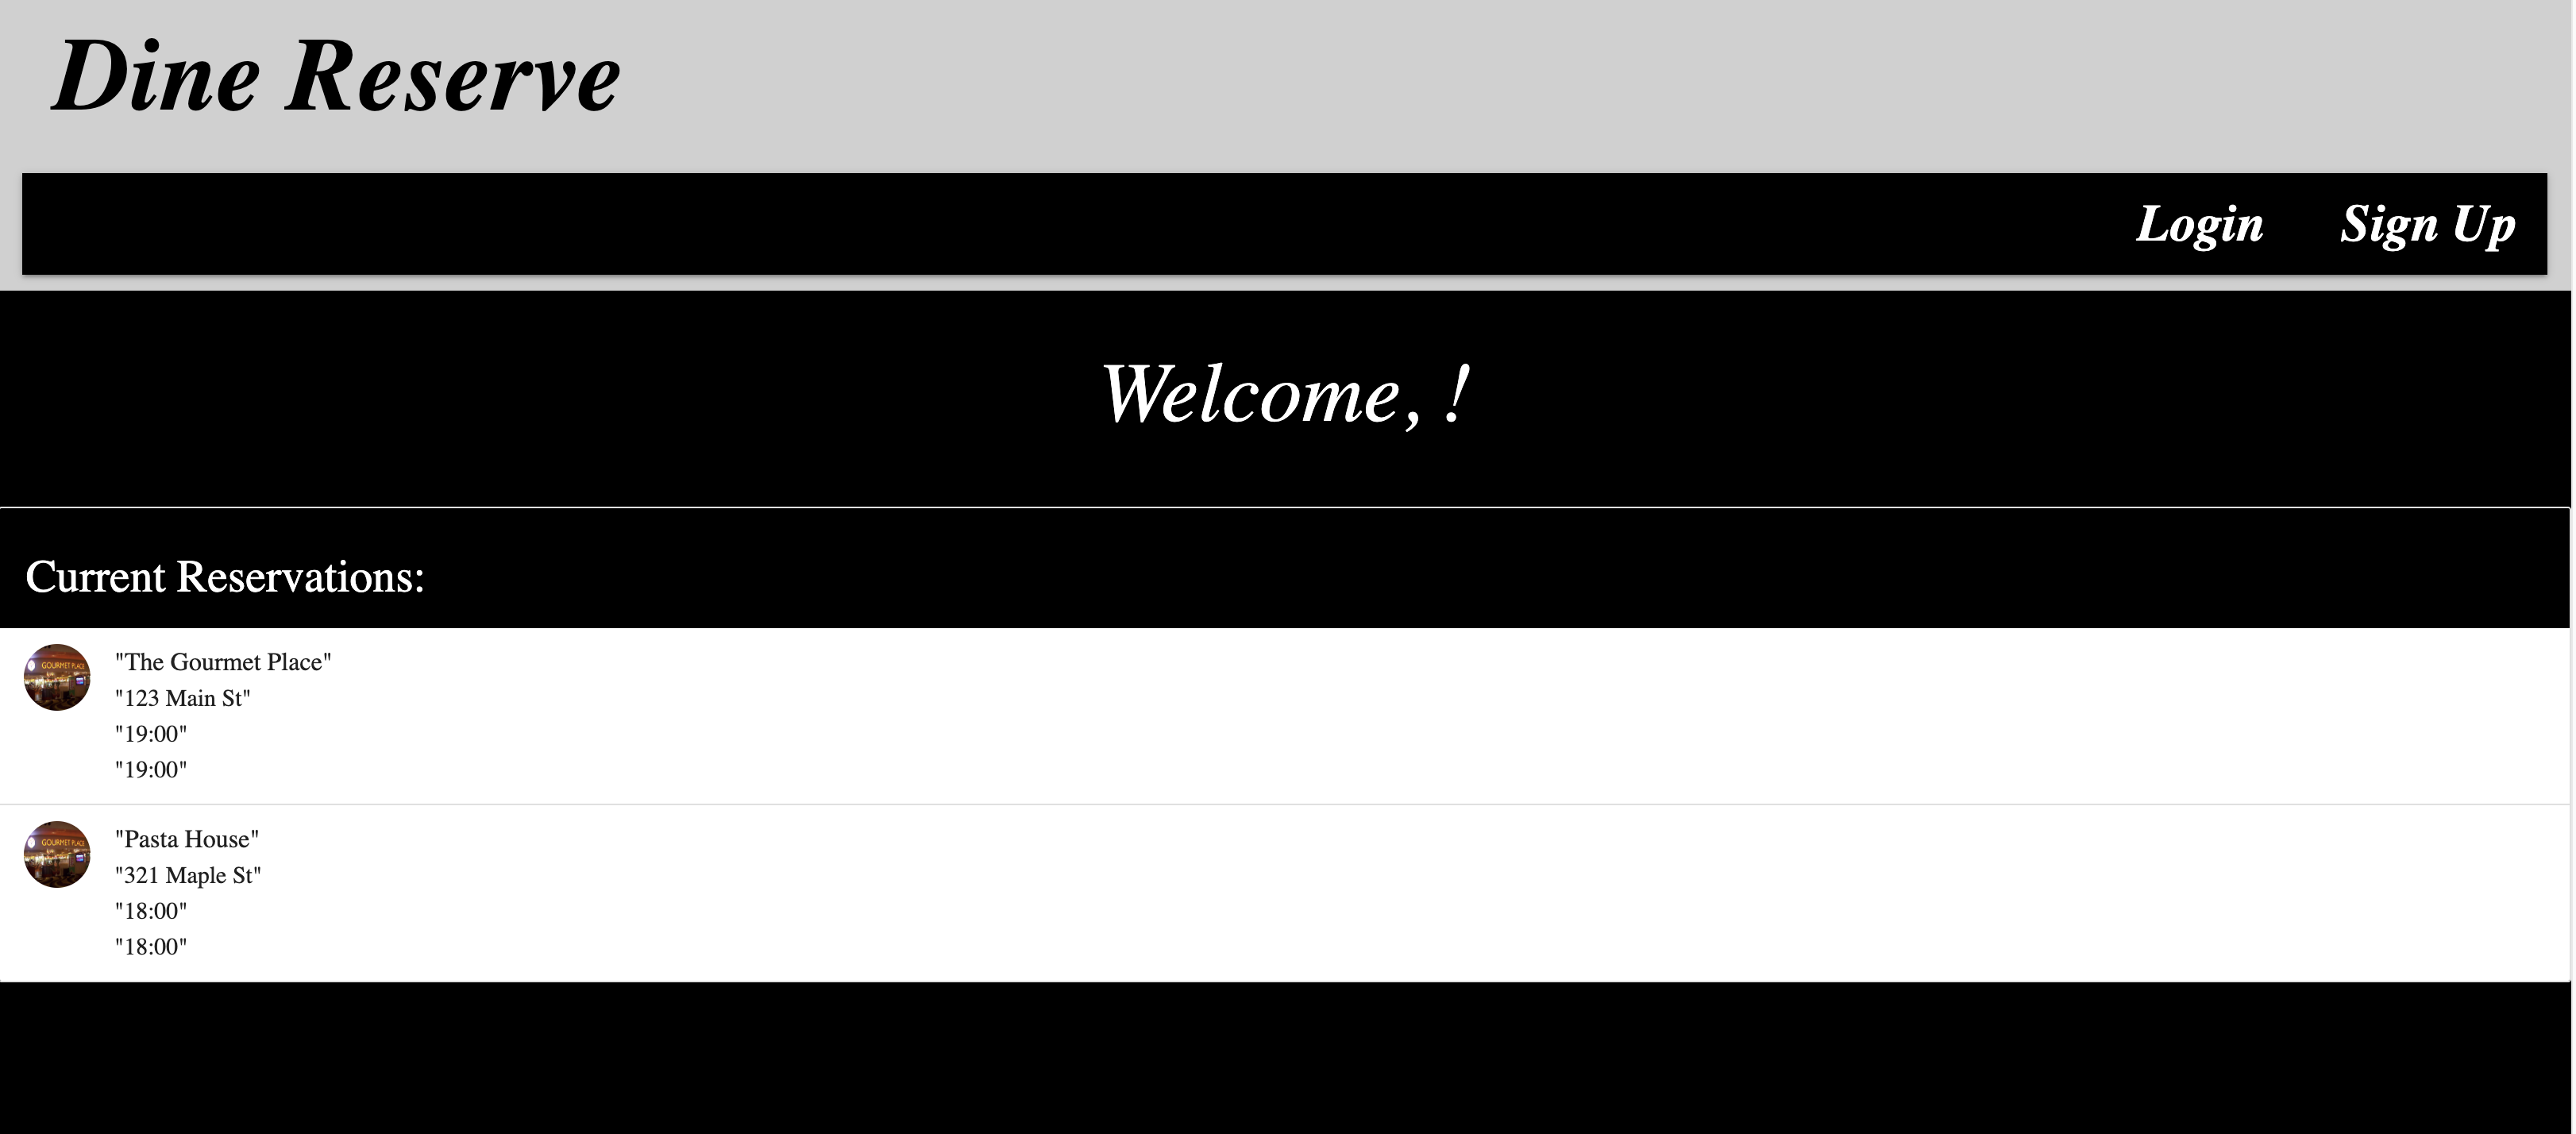 Dine Reserve
Login Sign Up
Welcome, !
Current Reservations:
GOURMET PLACE
"The Gourmet Place"
"123 Main St"
"19:00"
"19:00"
GOURMET PLACE
"Pasta House"
"321 Maple St"
"18:00"
"18:00"